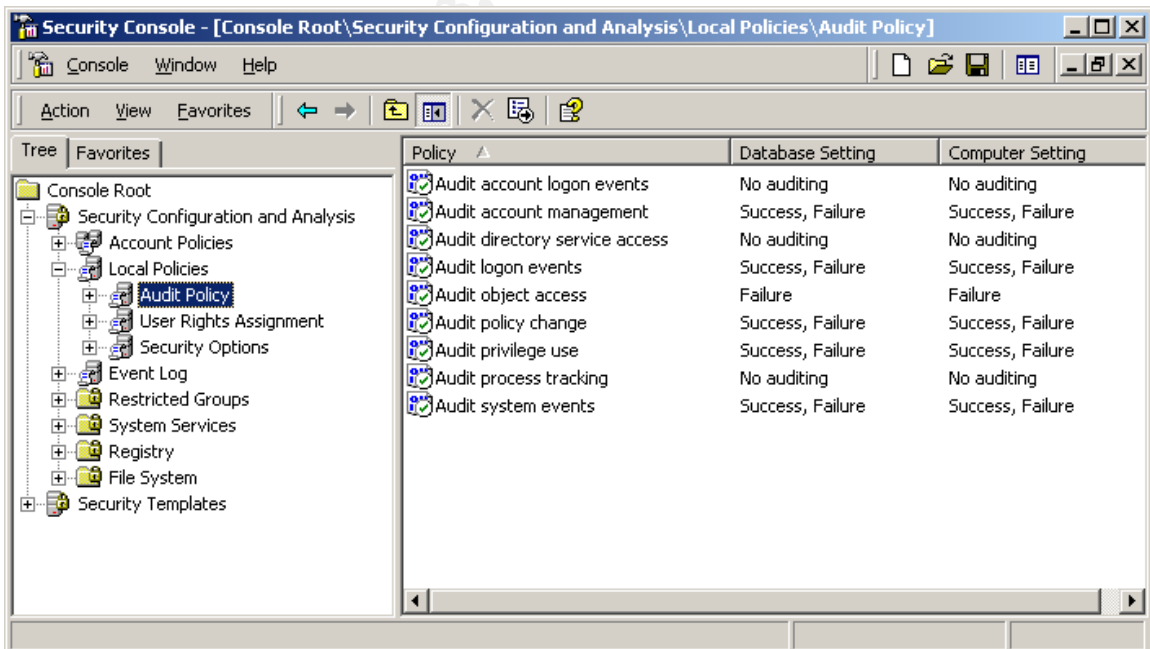 Security Console - [Console Root\Security Configuration and Analysis\Local Policies\Audit Policy]
Console Window Help
Action View Favorites
Tree Favorites
Policy Database Setting Computer Setting
Console Root
Security Configuration and Analysis
Account Policies
Local Policies
Audit Policy
User Rights Assignment
Security Options
Event Log
Restricted Groups
System Services
Registry
File System
Security Templates
Audit account logon events No auditing No auditing
Audit account management Success, Failure Success, Failure
Audit directory service access No auditing No auditing
Audit logon events Success, Failure Success, Failure
Audit object access Failure Failure
Audit policy change Success, Failure Success, Failure
Audit privilege use Success, Failure Success, Failure
Audit process tracking No auditing No auditing
Audit system events Success, Failure Success, Failure